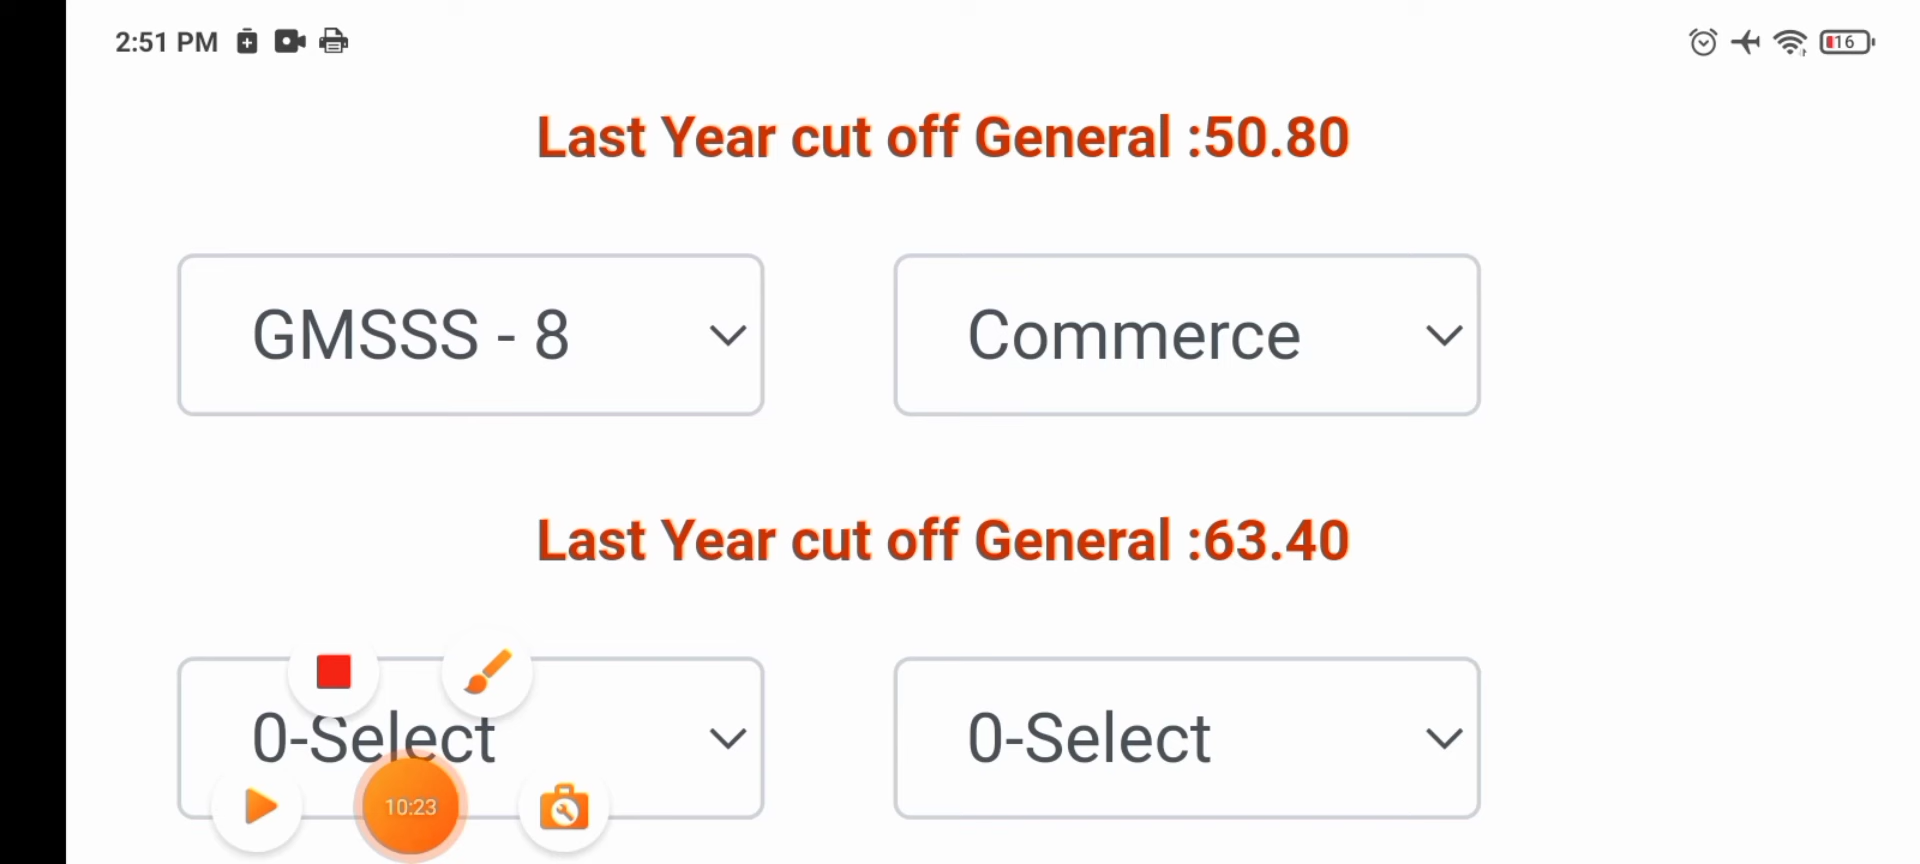 2:51 PM
16
Last Year cut off General :50.80
GMSSS - 8
Commerce
Last Year cut off General :63.40
0-Select
0-Select
10:23